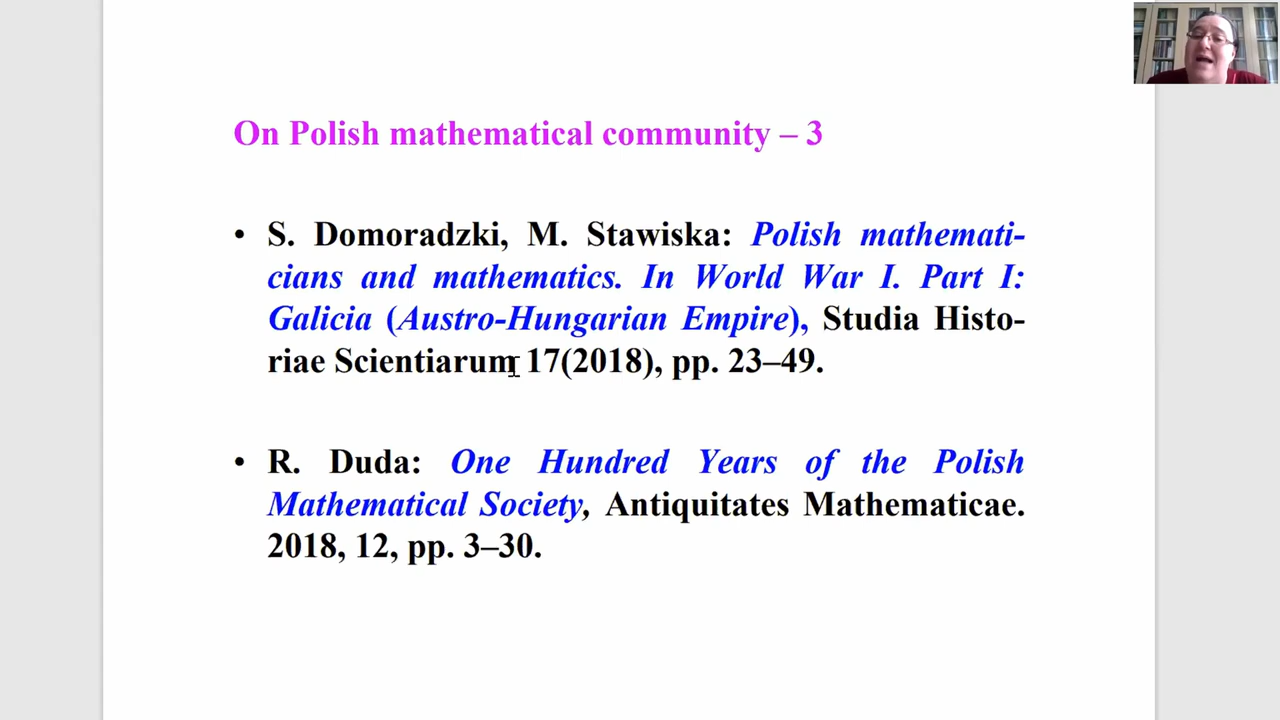 On Polish mathematical community – 3
• S. Domoradzki, M. Stawiska: Polish mathemati-
cians and mathematics. In World War I. Part I:
Galicia (Austro-Hungarian Empire), Studia Histo-
riae Scientiarum 17(2018), pp. 23–49.
• R. Duda: One Hundred Years of the Polish
Mathematical Society, Antiquitates Mathematicae.
2018, 12, pp. 3–30.